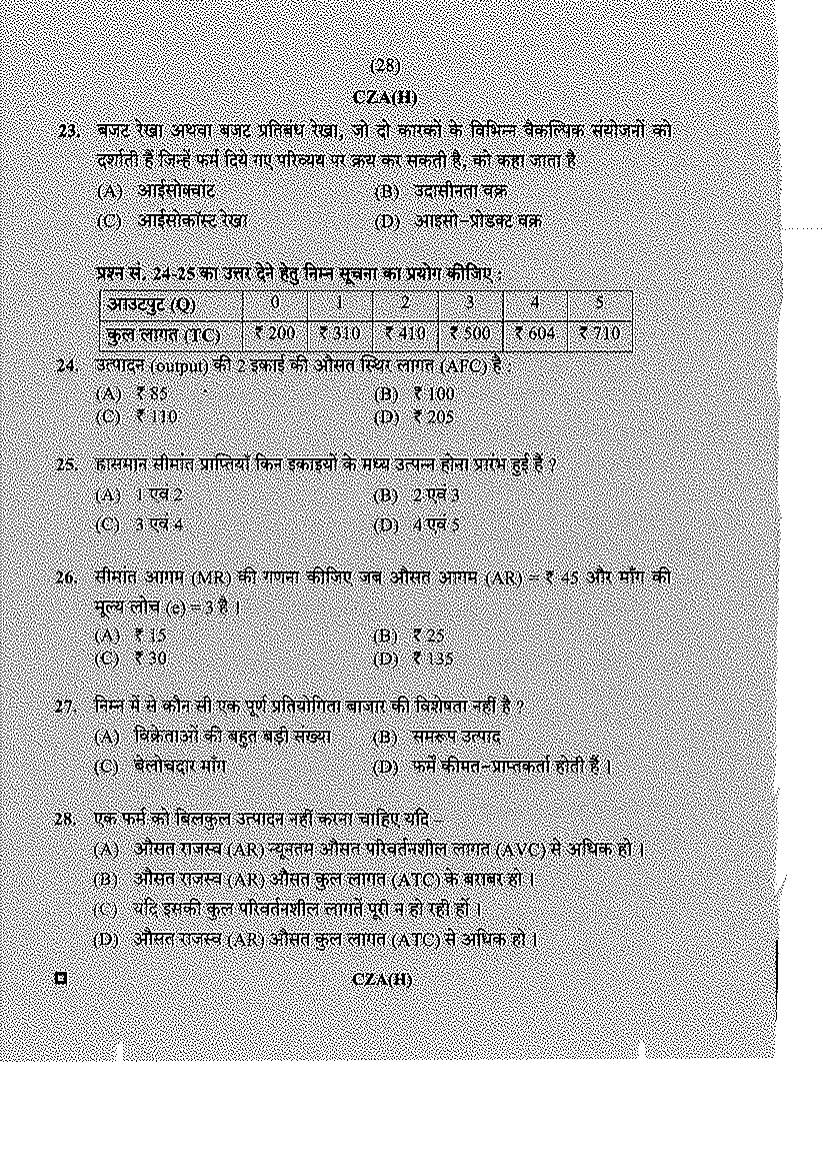 (28)
CZA(H)
23. बजट रेखा अथवा बजट प्रतिबंध रेखा, जो दो कारकों के विभिन्न वैकल्पिक संयोजनों को
दर्शाती हैं जिन्हें फर्म दिये गए परिव्यय पर क्रय कर सकती है, को कहा जाता है
(A) आईसोक्वांट (B) उदासीनता वक्र
(C) आईसोकॉस्ट रेखा (D) आइसो-प्रोडक्ट वक्र
प्रश्न सं. 24-25 का उत्तर देने हेतु निम्न सूचना का प्रयोग कीजिए :
आउटपुट (Q) 0 1 2 3 4 5
कुल लागत (TC) ₹ 200 ₹ 310 ₹ 410 ₹ 500 ₹ 604 ₹ 710
24. उत्पादन (output) की 2 इकाई की औसत स्थिर लागत (AFC) है :
(A) ₹ 85 (B) ₹ 100
(C) ₹ 110 (D) ₹ 205
25. ह्रासमान सीमांत प्राप्तियाँ किन इकाइयों के मध्य उत्पन्न होना प्रारंभ हुई है ?
(A) 1 एवं 2 (B) 2 एवं 3
(C) 3 एवं 4 (D) 4 एवं 5
26. सीमांत आगम (MR) की गणना कीजिए जब औसत आगम (AR) = ₹ 45 और माँग की
मूल्य लोच (e) = 3 है ।
(A) ₹ 15 (B) ₹ 25
(C) ₹ 30 (D) ₹ 135
27. निम्न में से कौन सी एक पूर्ण प्रतियोगिता बाजार की विशेषता नहीं है ?
(A) विक्रेताओं की बहुत बड़ी संख्या (B) समरूप उत्पाद
(C) बेलोचदार मांग (D) फर्में कीमत-प्राप्तकर्ता होती हैं ।
28. एक फर्म को बिलकुल उत्पादन नहीं करना चाहिए यदि –
(A) औसत राजस्व (AR) न्यूनतम औसत परिवर्तनशील लागत (AVC) से अधिक हो ।
(B) औसत राजस्व (AR) औसत कुल लागत (ATC) के बराबर हो ।
(C) यदि इसकी कुल परिवर्तनशील लागतें पूरी न हो रही हों ।
(D) औसत राजस्व (AR) औसत कुल लागत (ATC) से अधिक हो ।
CZA(H)